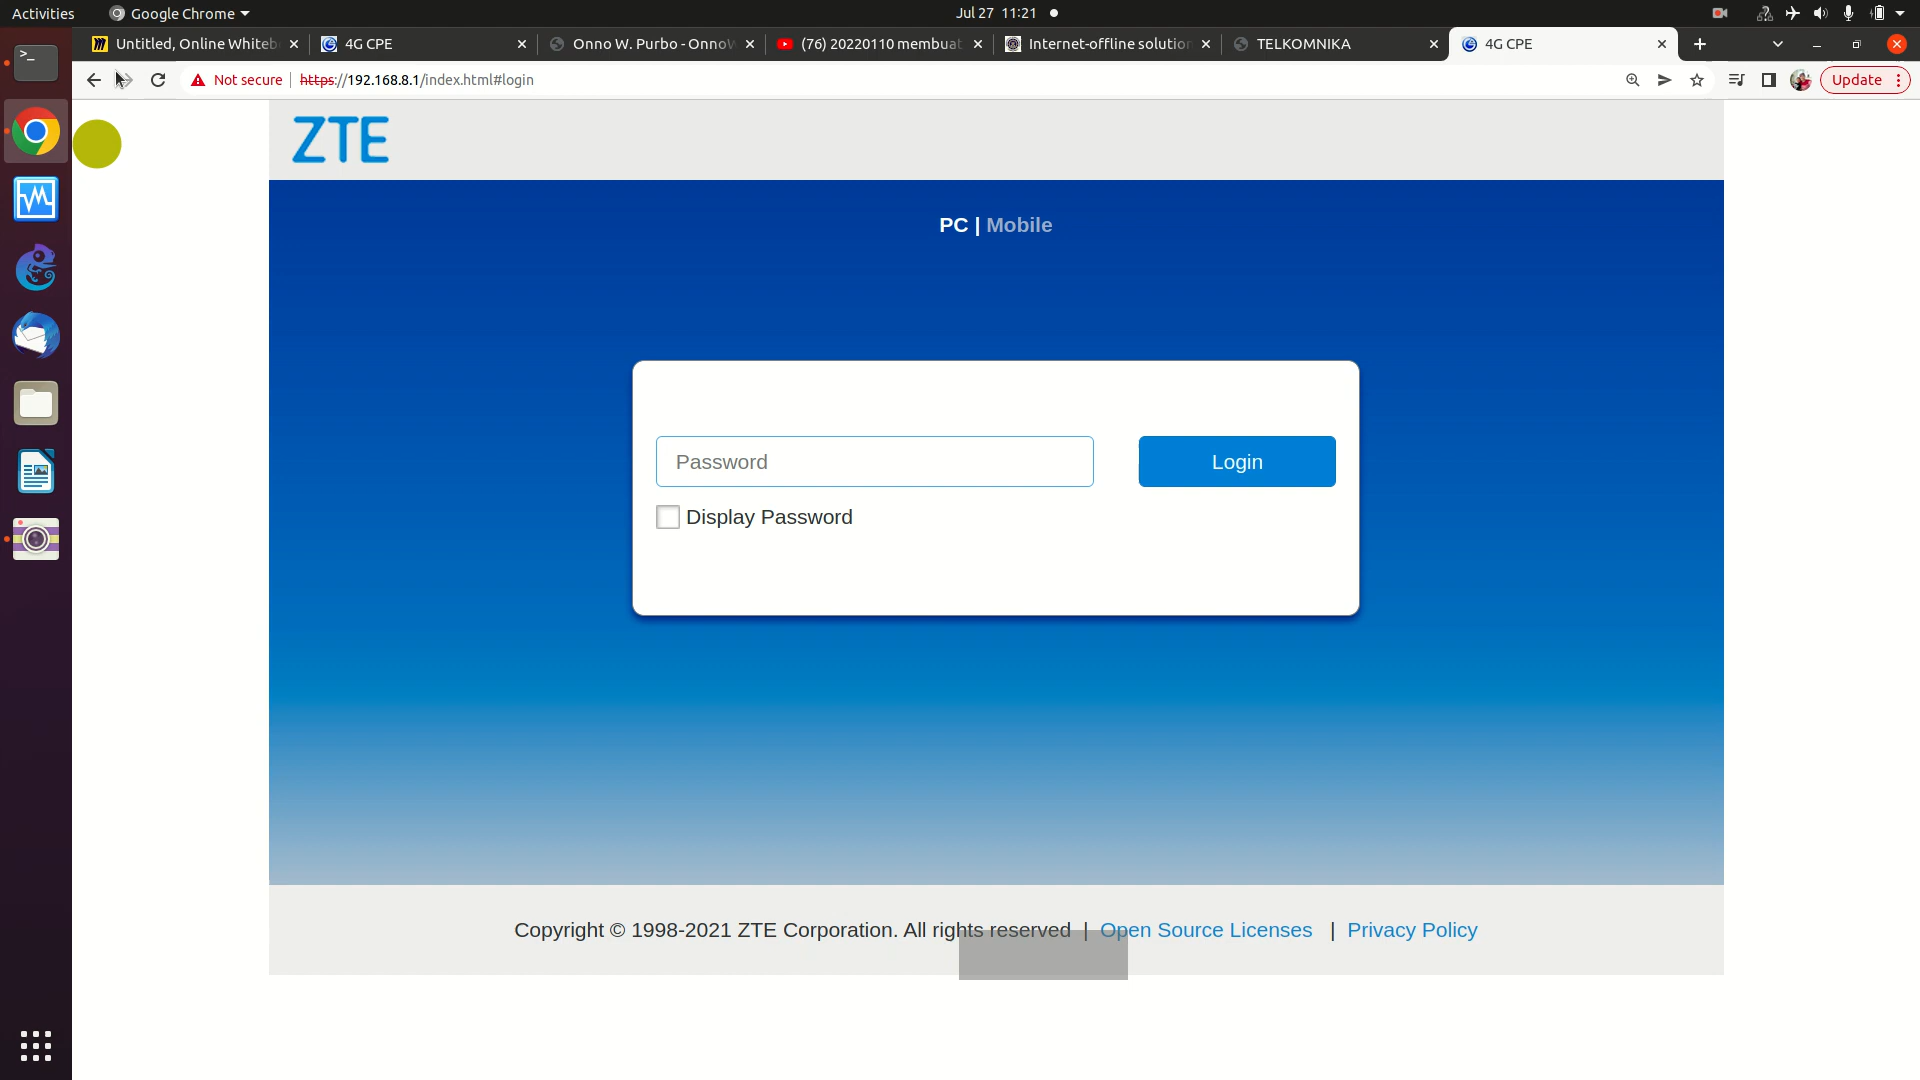 Activities
Google Chrome
Jul 27 11:21
Untitled, Online Whiteb
4G CPE
Onno W. Purbo - OnnoW
(76) 20220110 membuat
Internet-offline solution
TELKOMNIKA
4G CPE
Not secure
https://192.168.8.1/index.html#login
Update
ZTE
PC | Mobile
Password
Login
Display Password
Copyright © 1998-2021 ZTE Corporation. All rights reserved | Open Source Licenses | Privacy Policy